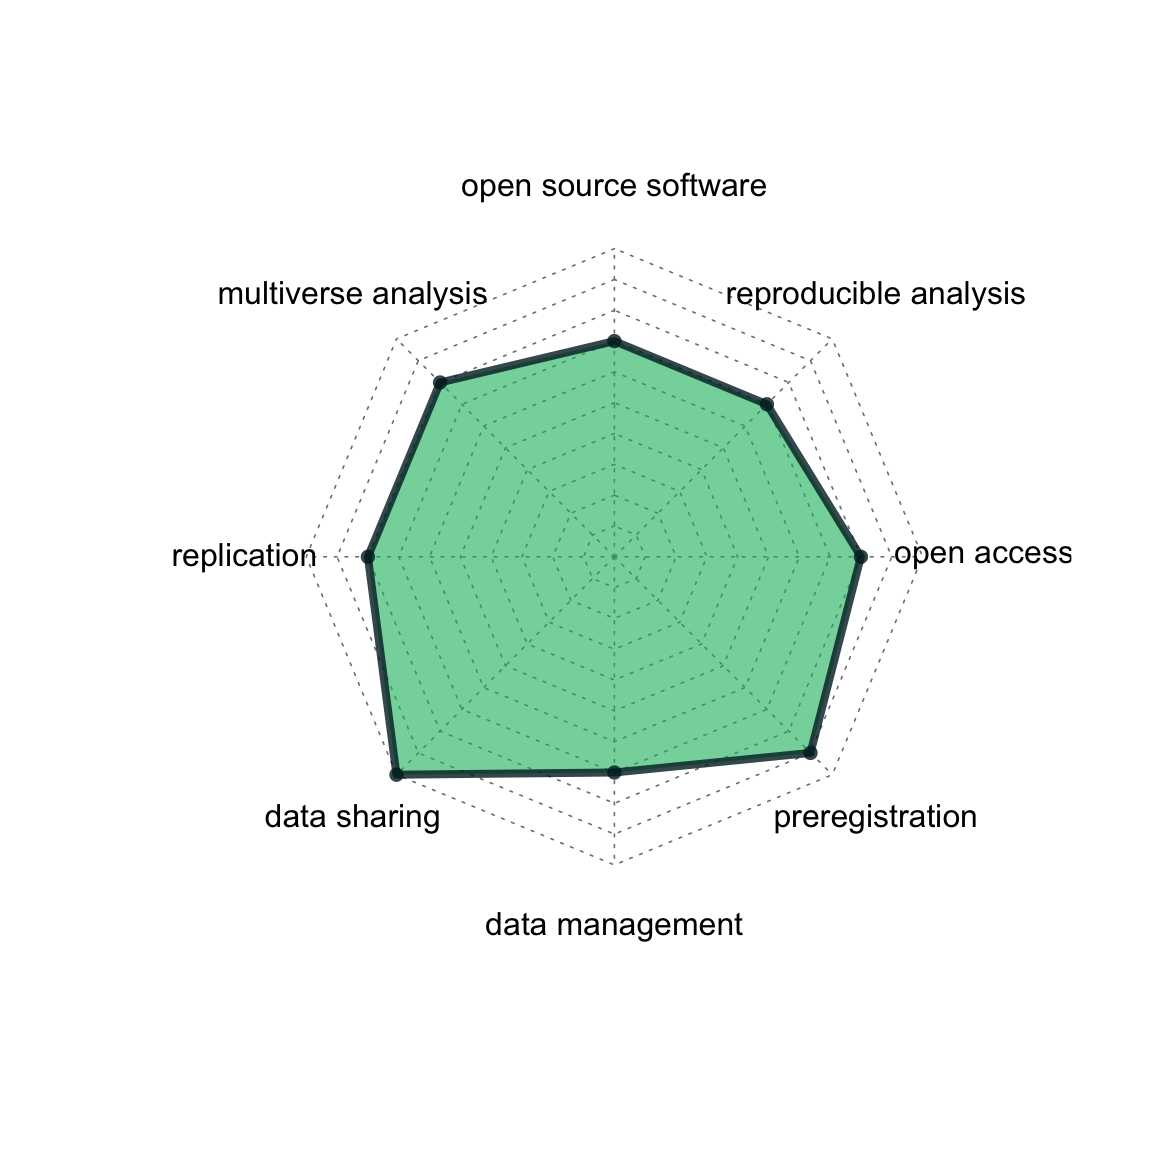 open source software
multiverse analysis
reproducible analysis
replication
open access
data sharing
preregistration
data management